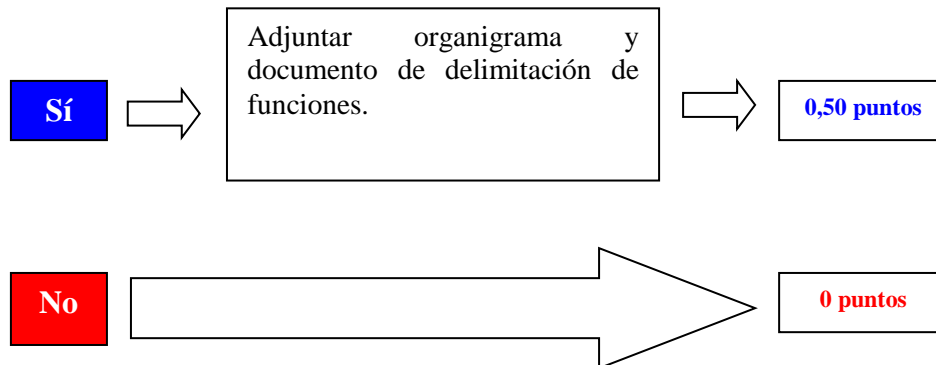 Sí
Adjuntar organigrama y
documento de delimitación de
funciones.
0,50 puntos
No
0 puntos